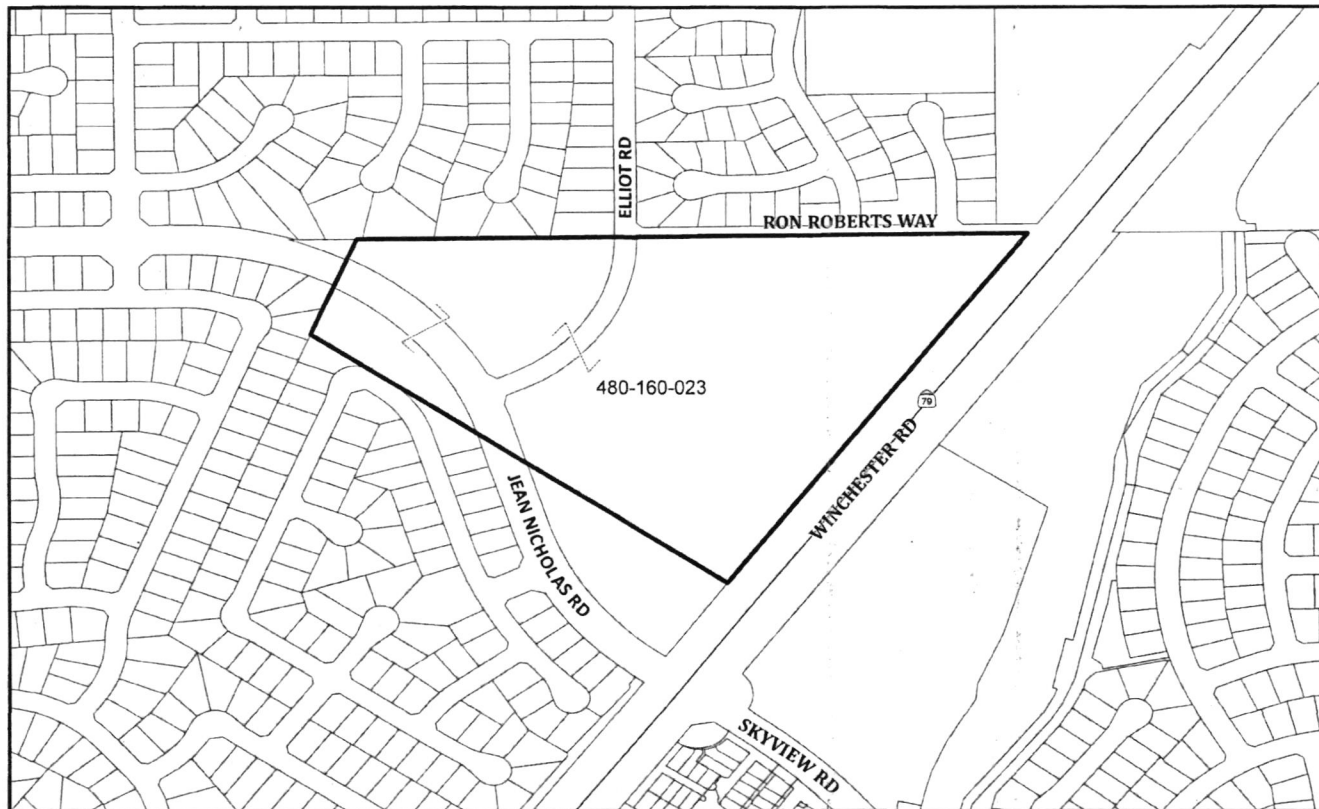 ELLIOT RD
RON ROBERTS WAY
480-160-023
79
WINCHESTER RD
JEAN NICHOLAS RD
SKYVIEW RD